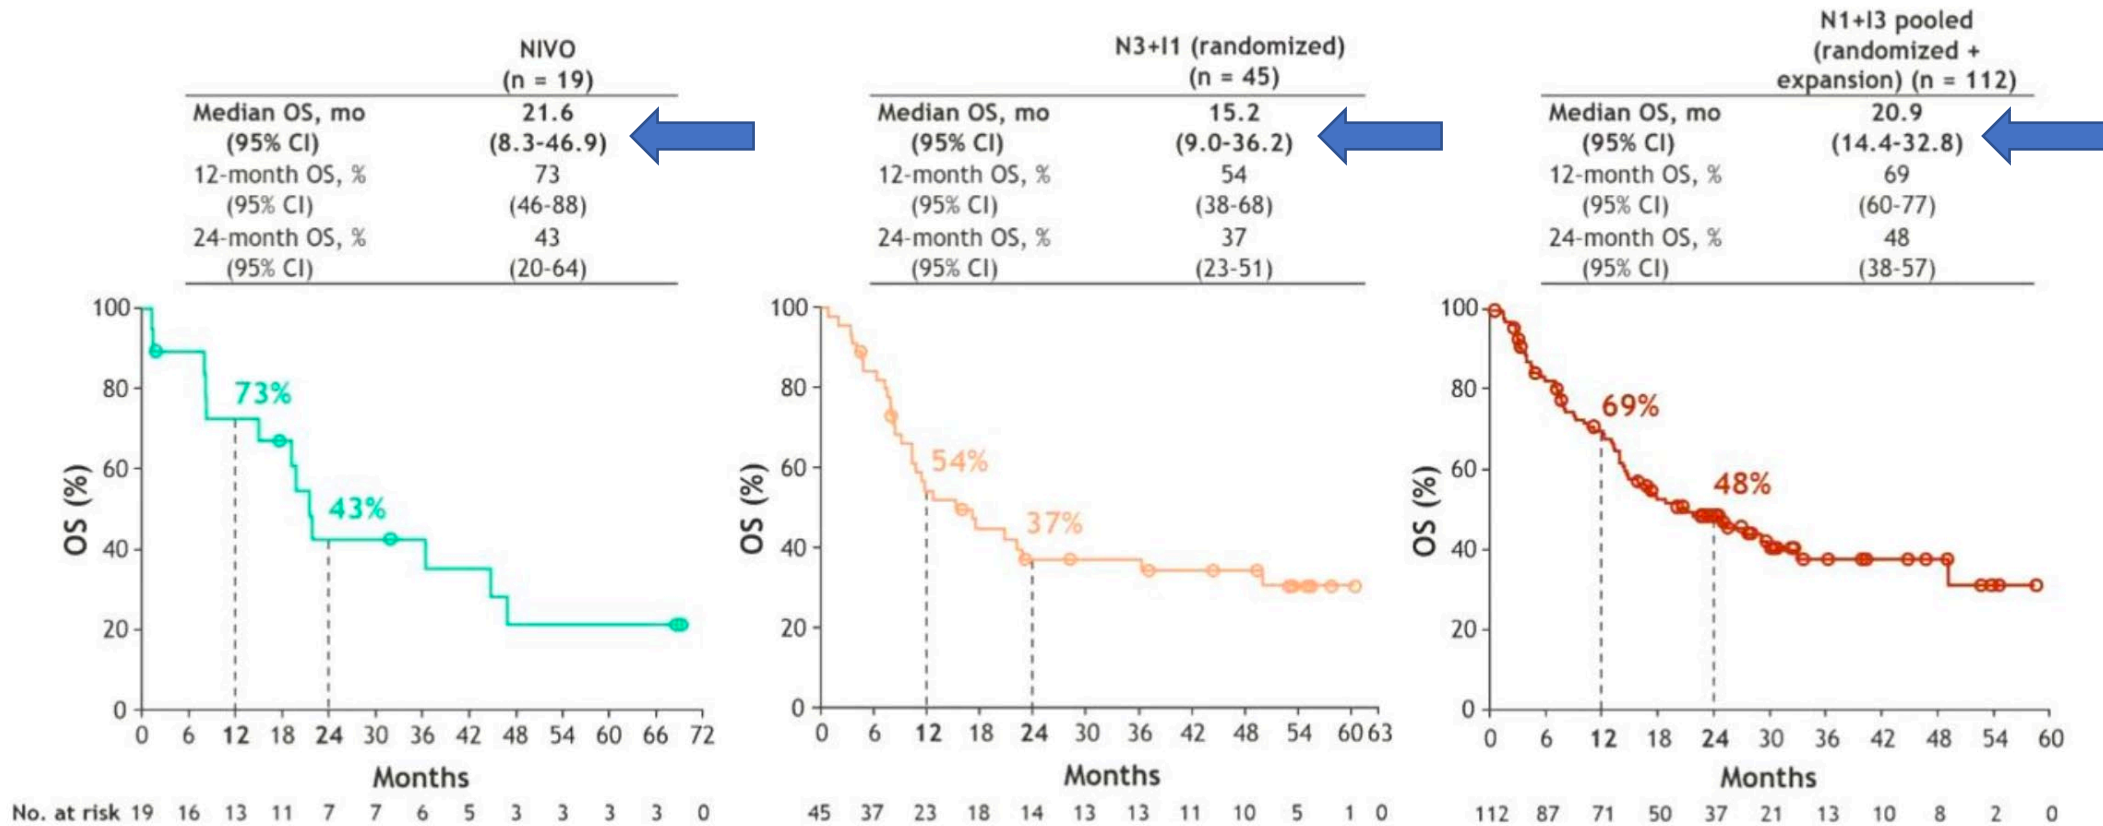 NIVO
(n = 19)
Median OS, mo 21.6
(95% CI) (8.3-46.9)
12-month OS, % 73
(95% CI) (46-88)
24-month OS, % 43
(95% CI) (20-64)
100
80
60
40
20
0
OS (%)
73%
43%
0 6 12 18 24 30 36 42 48 54 60 66 72
Months
No. at risk 19 16 13 11 7 7 6 5 3 3 3 3 0
N3+I1 (randomized)
(n = 45)
Median OS, mo 15.2
(95% CI) (9.0-36.2)
12-month OS, % 54
(95% CI) (38-68)
24-month OS, % 37
(95% CI) (23-51)
100
80
60
40
20
0
OS (%)
54%
37%
0 6 12 18 24 30 36 42 48 54 60 63
Months
45 37 23 18 14 13 13 11 10 5 1 0
N1+I3 pooled
(randomized +
expansion) (n = 112)
Median OS, mo 20.9
(95% CI) (14.4-32.8)
12-month OS, % 69
(95% CI) (60-77)
24-month OS, % 48
(95% CI) (38-57)
100
80
60
40
20
0
OS (%)
69%
48%
0 6 12 18 24 30 36 42 48 54 60
Months
112 87 71 50 37 21 13 10 8 2 0